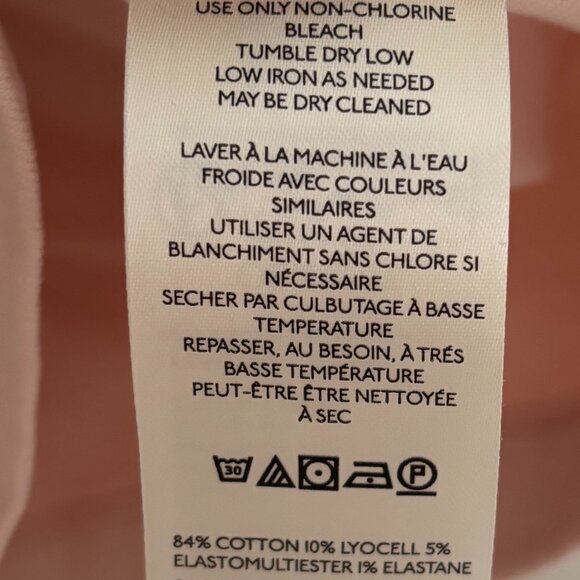 USE ONLY NON-CHLORINE
BLEACH
TUMBLE DRY LOW
LOW IRON AS NEEDED
MAY BE DRY CLEANED
LAVER À LA MACHINE À L'EAU
FROIDE AVEC COULEURS
SIMILAIRES
UTILISER UN AGENT DE
BLANCHIMENT SANS CHLORE SI
NÉCESSAIRE
SECHER PAR CULBUTAGE À BASSE
TEMPERATURE
REPASSER, AU BESOIN, À TRÉS
BASSE TEMPÉRATURE
PEUT-ÊTRE ÊTRE NETTOYÉE
À SEC
30 P
84% COTTON 10% LYOCELL 5%
ELASTOMULTIESTER 1% ELASTANE